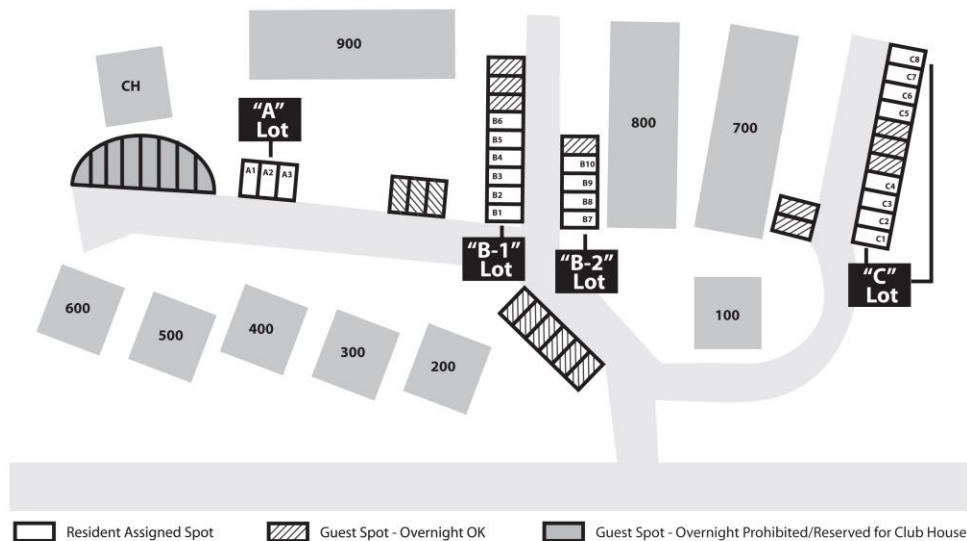 900
CH
"A"
Lot
A1 A2 A3
B6
B5
B4
B3
B2
B1
"B-1"
Lot
B10
B9
B8
B7
"B-2"
Lot
800
700
C8
C7
C6
C5
C4
C3
C2
C1
"C"
Lot
100
600
500
400
300
200
Resident Assigned Spot
Guest Spot - Overnight OK
Guest Spot - Overnight Prohibited/Reserved for Club House